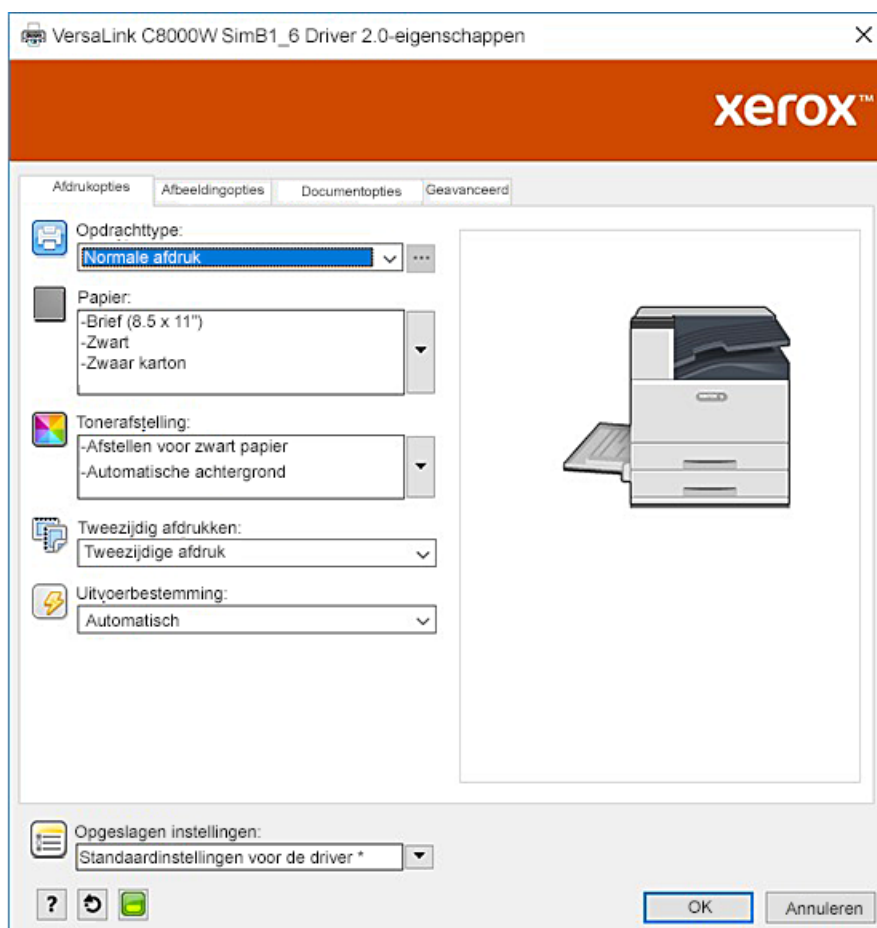 VersaLink C8000W SimB1_6 Driver 2.0-eigenschappen
xerox™
Afdrukopties Afbeeldingopties Documentopties Geavanceerd
Opdrachttype:
Normale afdruk
Papier:
-Brief (8.5 x 11")
-Zwart
-Zwaar karton
Tonerafstelling:
-Afstellen voor zwart papier
-Automatische achtergrond
Tweezijdig afdrukken:
Tweezijdige afdruk
Uitvoerbestemming:
Automatisch
Opgeslagen instellingen:
Standaardinstellingen voor de driver *
?
OK Annuleren